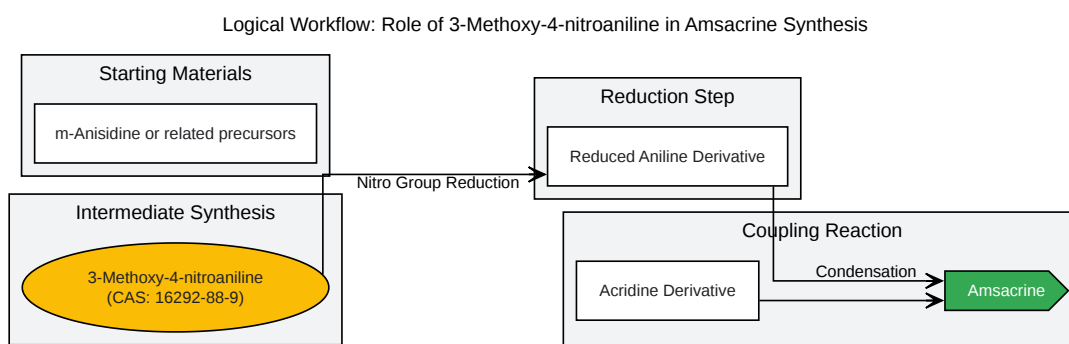 Logical Workflow: Role of 3-Methoxy-4-nitroaniline in Amsacrine Synthesis
Starting Materials
m-Anisidine or related precursors
Intermediate Synthesis
3-Methoxy-4-nitroaniline
(CAS: 16292-88-9)
Nitro Group Reduction
Reduction Step
Reduced Aniline Derivative
Coupling Reaction
Acridine Derivative
Condensation
Amsacrine